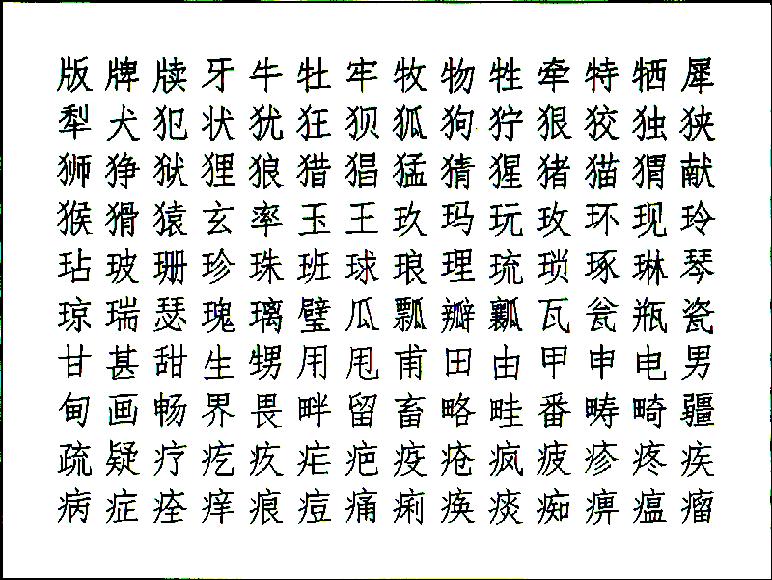 版牌牍牙牛牡牢牧物牲牵特牺犀
犁犬犯状犹狂狈狐狗狞狠狡独狭
狮狰狱狸狼猎猖猛猜猩猪猫猬献
猴猾猿玄率玉王玖玛玩玫环现玲
玷玻珊珍珠班球琅理琉琐琢琳琴
琼瑞瑟瑰璃璧瓜瓢瓣瓤瓦瓮瓶瓷
甘甚甜生甥用甩甫田由甲申电男
甸画畅界畏畔留畜略畦番畴畸疆
疏疑疗疙疚疟疤疫疮疯疲疹疼疾
病症痊痒痕痘痛痢痪痰痴痹瘟瘤